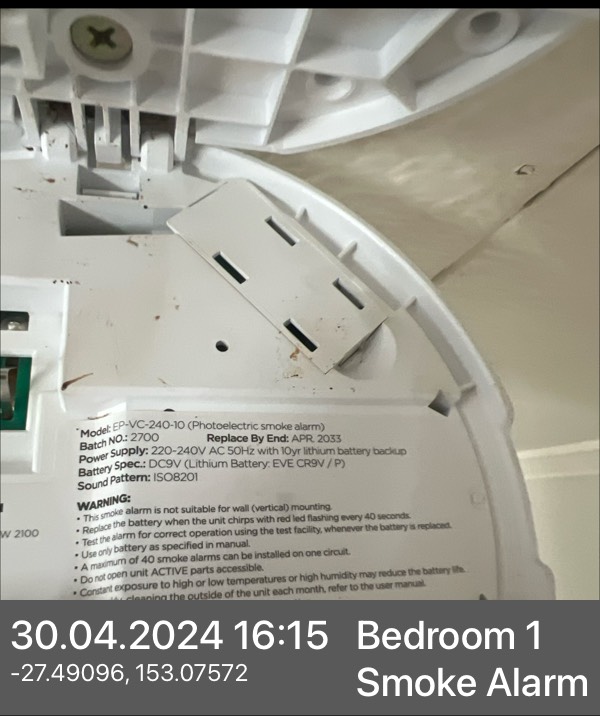 Model: EP-VC-240-10 (Photoelectric smoke alarm)
Batch NO.: 2700 Replace By End: APR, 2033
Power Supply: 220-240V AC 50Hz with 10yr lithium battery backup
Battery Spec.: DC9V (Lithium Battery: EVE CR9V / P)
Sound Pattern: ISO8201
WARNING:
• This smoke alarm is not suitable for wall (vertical) mounting.
• Replace the battery when the unit chirps with red led flashing every 40 seconds.
• Test the alarm for correct operation using the test facility, whenever the battery is replaced.
W 2100
• Use only battery as specified in manual.
• A maximum of 40 smoke alarms can be installed on one circuit.
• Do not open unit ACTIVE parts accessible.
• Constant exposure to high or low temperatures or high humidity may reduce the battery life.
cleaning the outside of the unit each month, refer to the user manual.
30.04.2024 16:15
-27.49096, 153.07572
Bedroom 1
Smoke Alarm